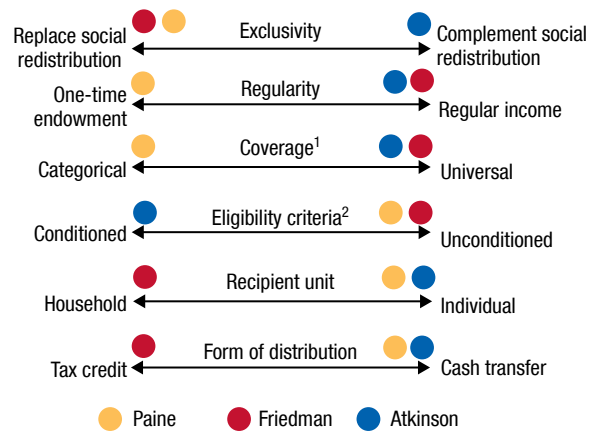 Replace social
redistribution
Exclusivity
Complement social
redistribution
One-time
endowment
Regularity
Regular income
Categorical
Coverage1
Universal
Conditioned
Eligibility criteria2
Unconditioned
Household
Recipient unit
Individual
Tax credit
Form of distribution
Cash transfer
Paine
Friedman
Atkinson